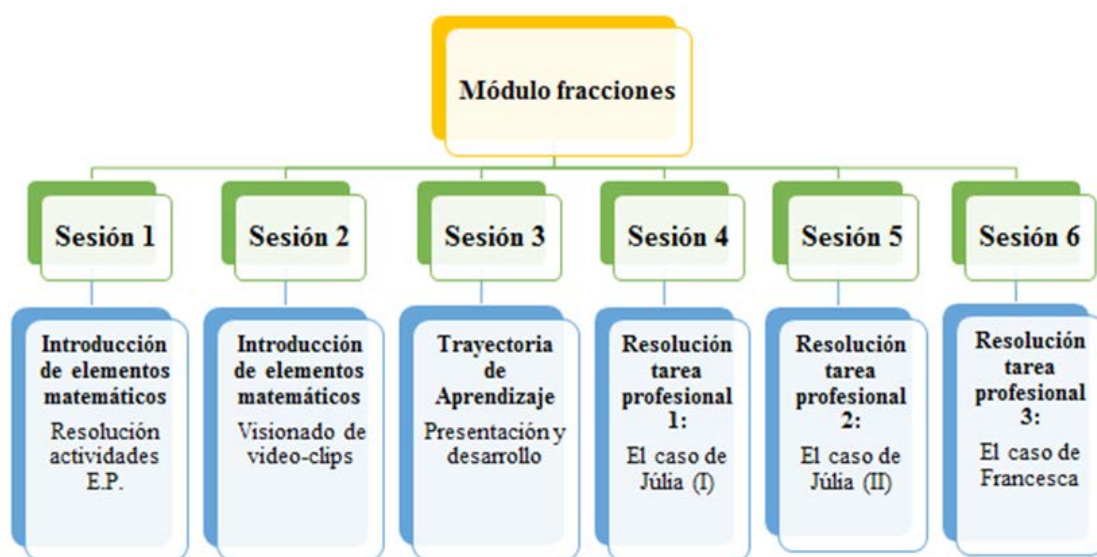 Módulo fracciones
Sesión 1
Sesión 2
Sesión 3
Sesión 4
Sesión 5
Sesión 6
Introducción
de elementos
matemáticos
Resolución
actividades
E.P.
Introducción
de elementos
matemáticos
Visionado de
video-clips
Trayectoria
de
Aprendizaje
Presentación y
desarrollo
Resolución
tarea
profesional
1:
El caso de
Júlia (I)
Resolución
tarea
profesional
2:
El caso de
Júlia (II)
Resolución
tarea
profesional
3:
El caso de
Francesca